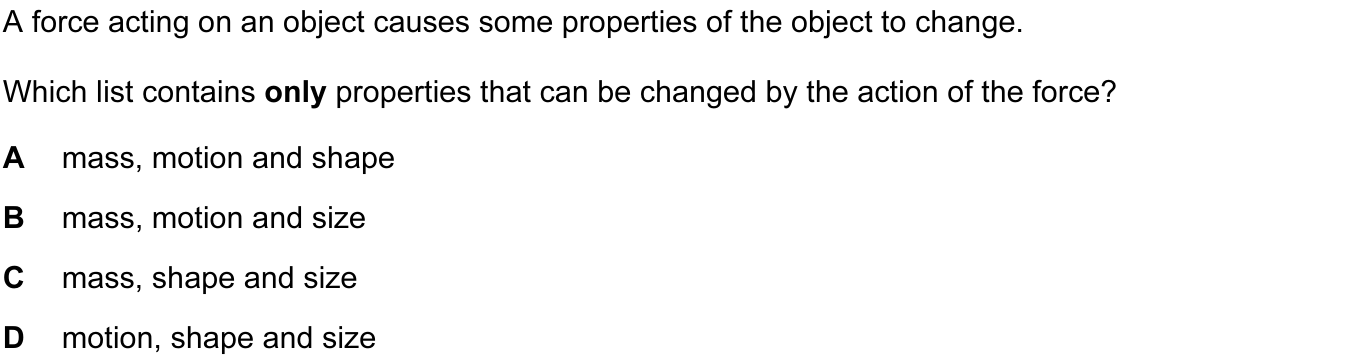 A force acting on an object causes some properties of the object to change.
Which list contains only properties that can be changed by the action of the force?
A mass, motion and shape
B mass, motion and size
C mass, shape and size
D motion, shape and size